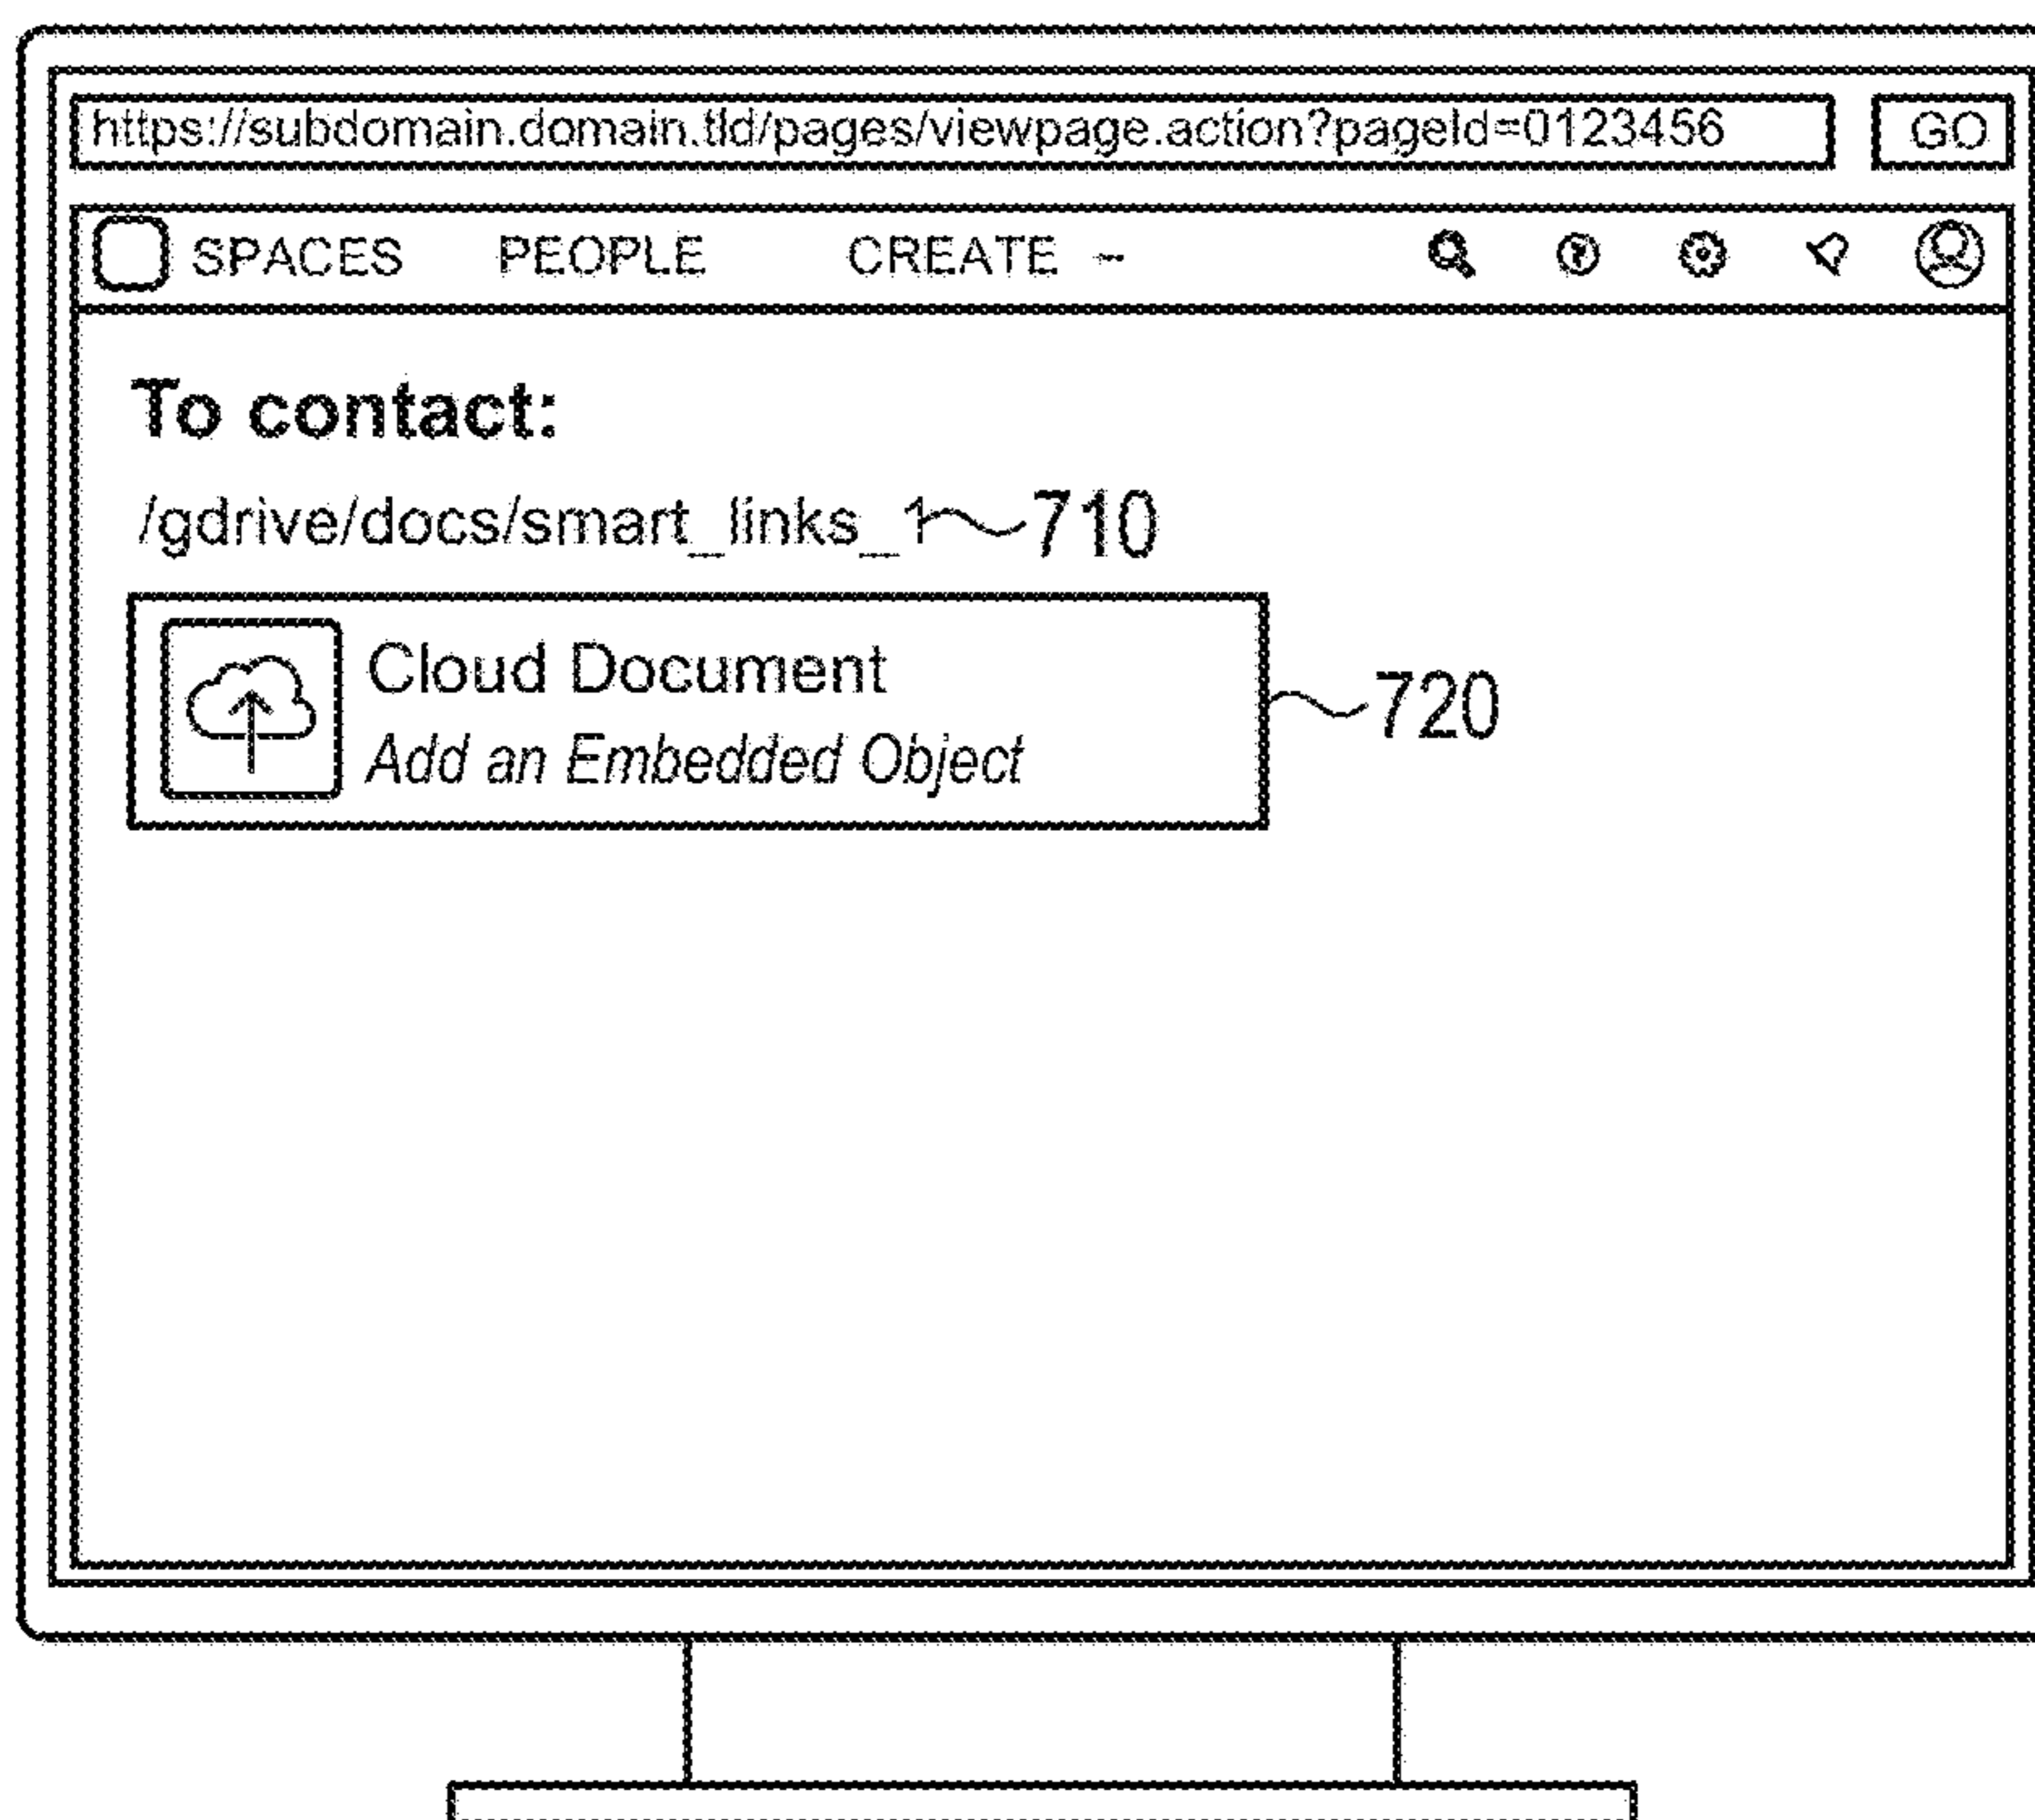 https://subdomain.domain.tld/pages/viewpage.action?pageId=0123456 GO
SPACES PEOPLE CREATE ~
To contact:
/gdrive/docs/smart_links_1 710
Cloud Document
Add an Embedded Object
720